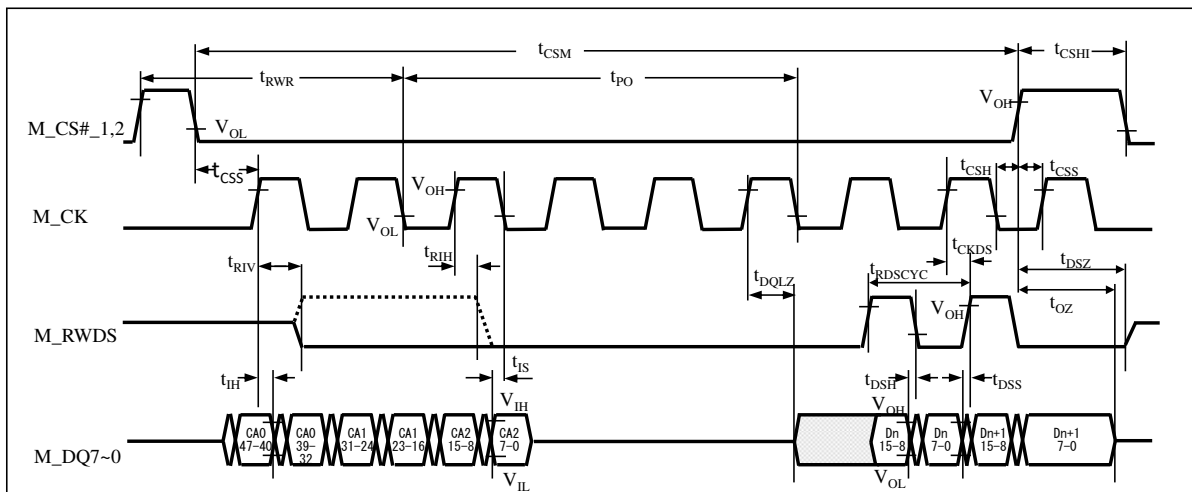 tCSM
tCSHI
tRWR
tPO
M_CS#_1,2
VOL
VOH
tCSS
tCSH
tCSS
M_CK
VOH
VOL
tRIV
tRIH
tDQLZ
tCKDS
tRDSCYC
tDSZ
tOZ
M_RWDS
VOH
tIH
tIS
tDSH
tDSS
VIH
VOH
M_DQ7~0
CA0
47-40
CA0
39-
32
CA1
31-24
CA1
23-16
CA2
15-8
CA2
7-0
Dn
15-8
Dn
7-0
Dn+1
15-8
Dn+1
7-0
VIL
VOL